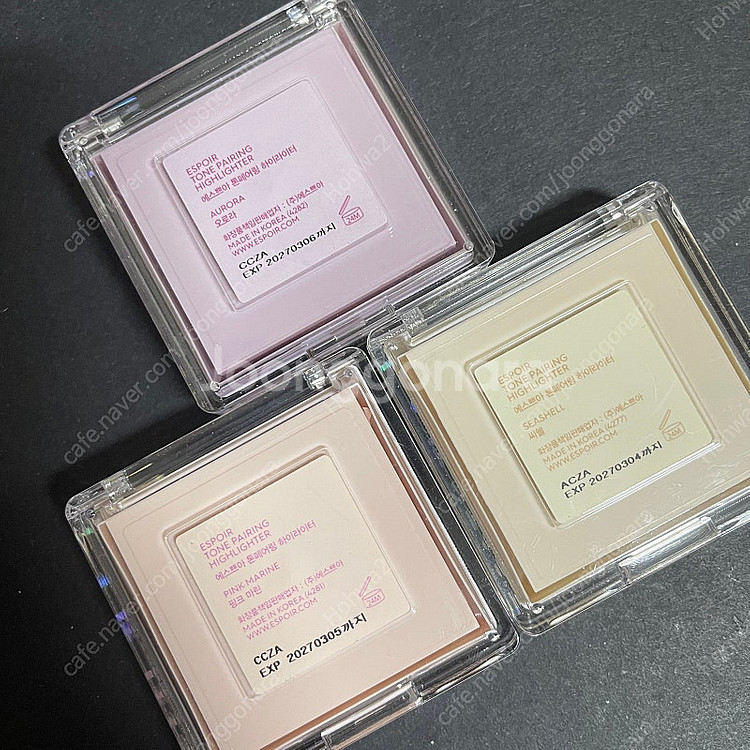 ESPOIR
TONE PAIRING
HIGHLIGHTER
에스쁘아 톤페어링 하이라이터
AURORA
오로라
화장품책임판매업자 : (주)에스쁘아
MADE IN KOREA (4282)
WWW.ESPOIR.COM
24M
CCZA
EXP 20270306까지
ESPOIR
TONE PAIRING
HIGHLIGHTER
에스쁘아 톤페어링 하이라이터
SEASHELL
씨쉘
화장품책임판매업자 : (주)에스쁘아
MADE IN KOREA (4277)
WWW.ESPOIR.COM
24M
ACZA
EXP 20270304까지
ESPOIR
TONE PAIRING
HIGHLIGHTER
에스쁘아 톤페어링 하이라이터
PINK MARINE
핑크 마린
화장품책임판매업자 : (주)에스쁘아
MADE IN KOREA (4281)
WWW.ESPOIR.COM
24M
CCZA
EXP 20270305까지
Joonggonara
cafe.naver.com/joonggonara